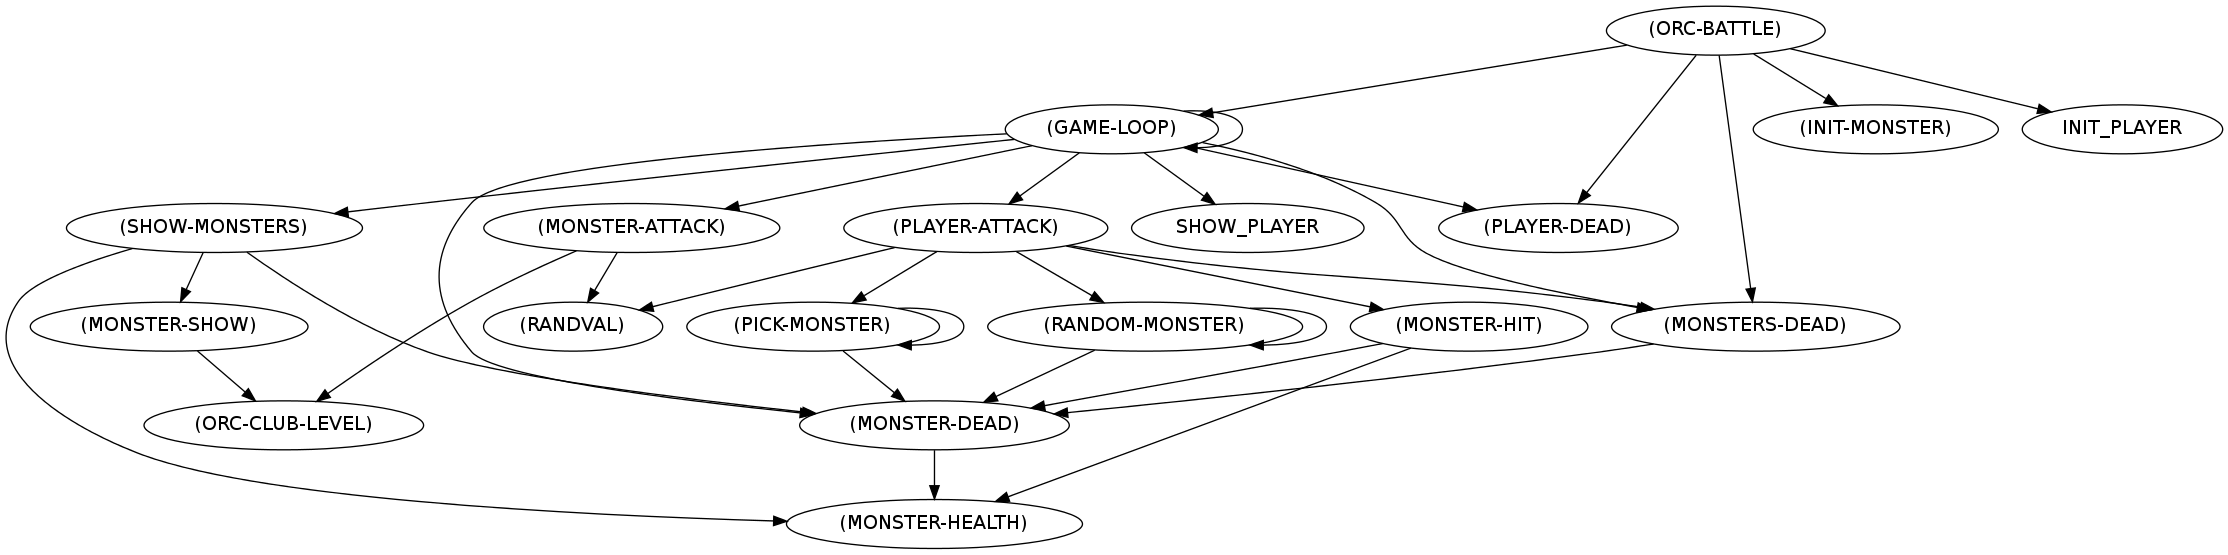 (ORC-BATTLE)
(GAME-LOOP)
(INIT-MONSTER)
INIT_PLAYER
(SHOW-MONSTERS)
(MONSTER-ATTACK)
(PLAYER-ATTACK)
SHOW_PLAYER
(PLAYER-DEAD)
(MONSTER-SHOW)
(RANDVAL)
(PICK-MONSTER)
(RANDOM-MONSTER)
(MONSTER-HIT)
(MONSTERS-DEAD)
(ORC-CLUB-LEVEL)
(MONSTER-DEAD)
(MONSTER-HEALTH)